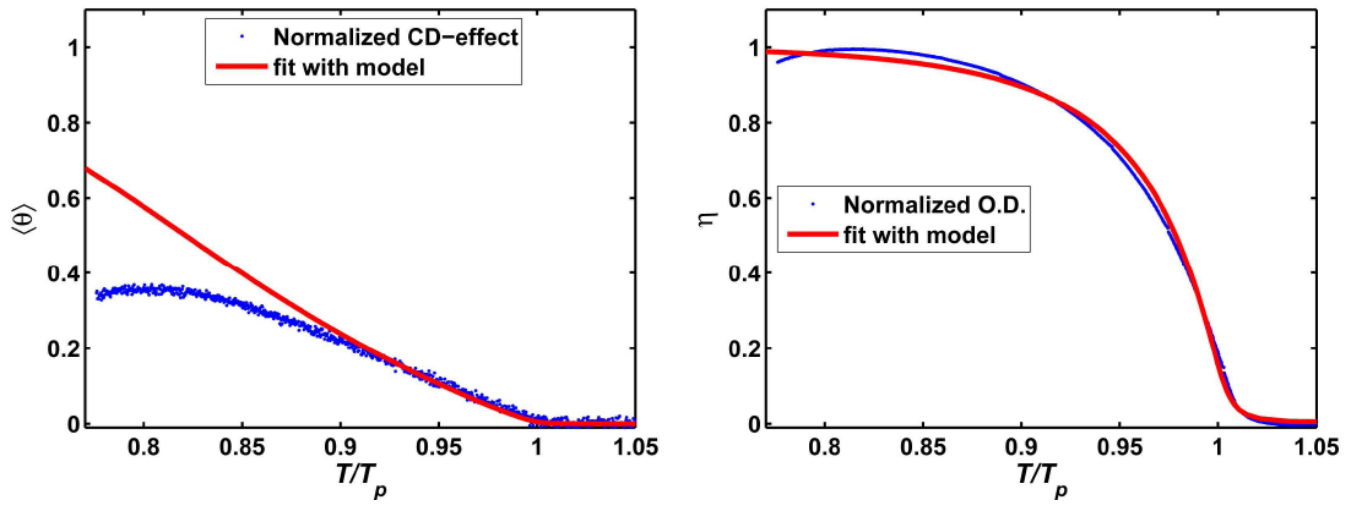 Normalized CD-effect
fit with model
1
0.8
0.6
0.4
0.2
0
⟨θ⟩
0.8 0.85 0.9 0.95 1 1.05
T/Tp
Normalized O.D.
fit with model
1
0.8
0.6
0.4
0.2
0
η
0.8 0.85 0.9 0.95 1 1.05
T/Tp